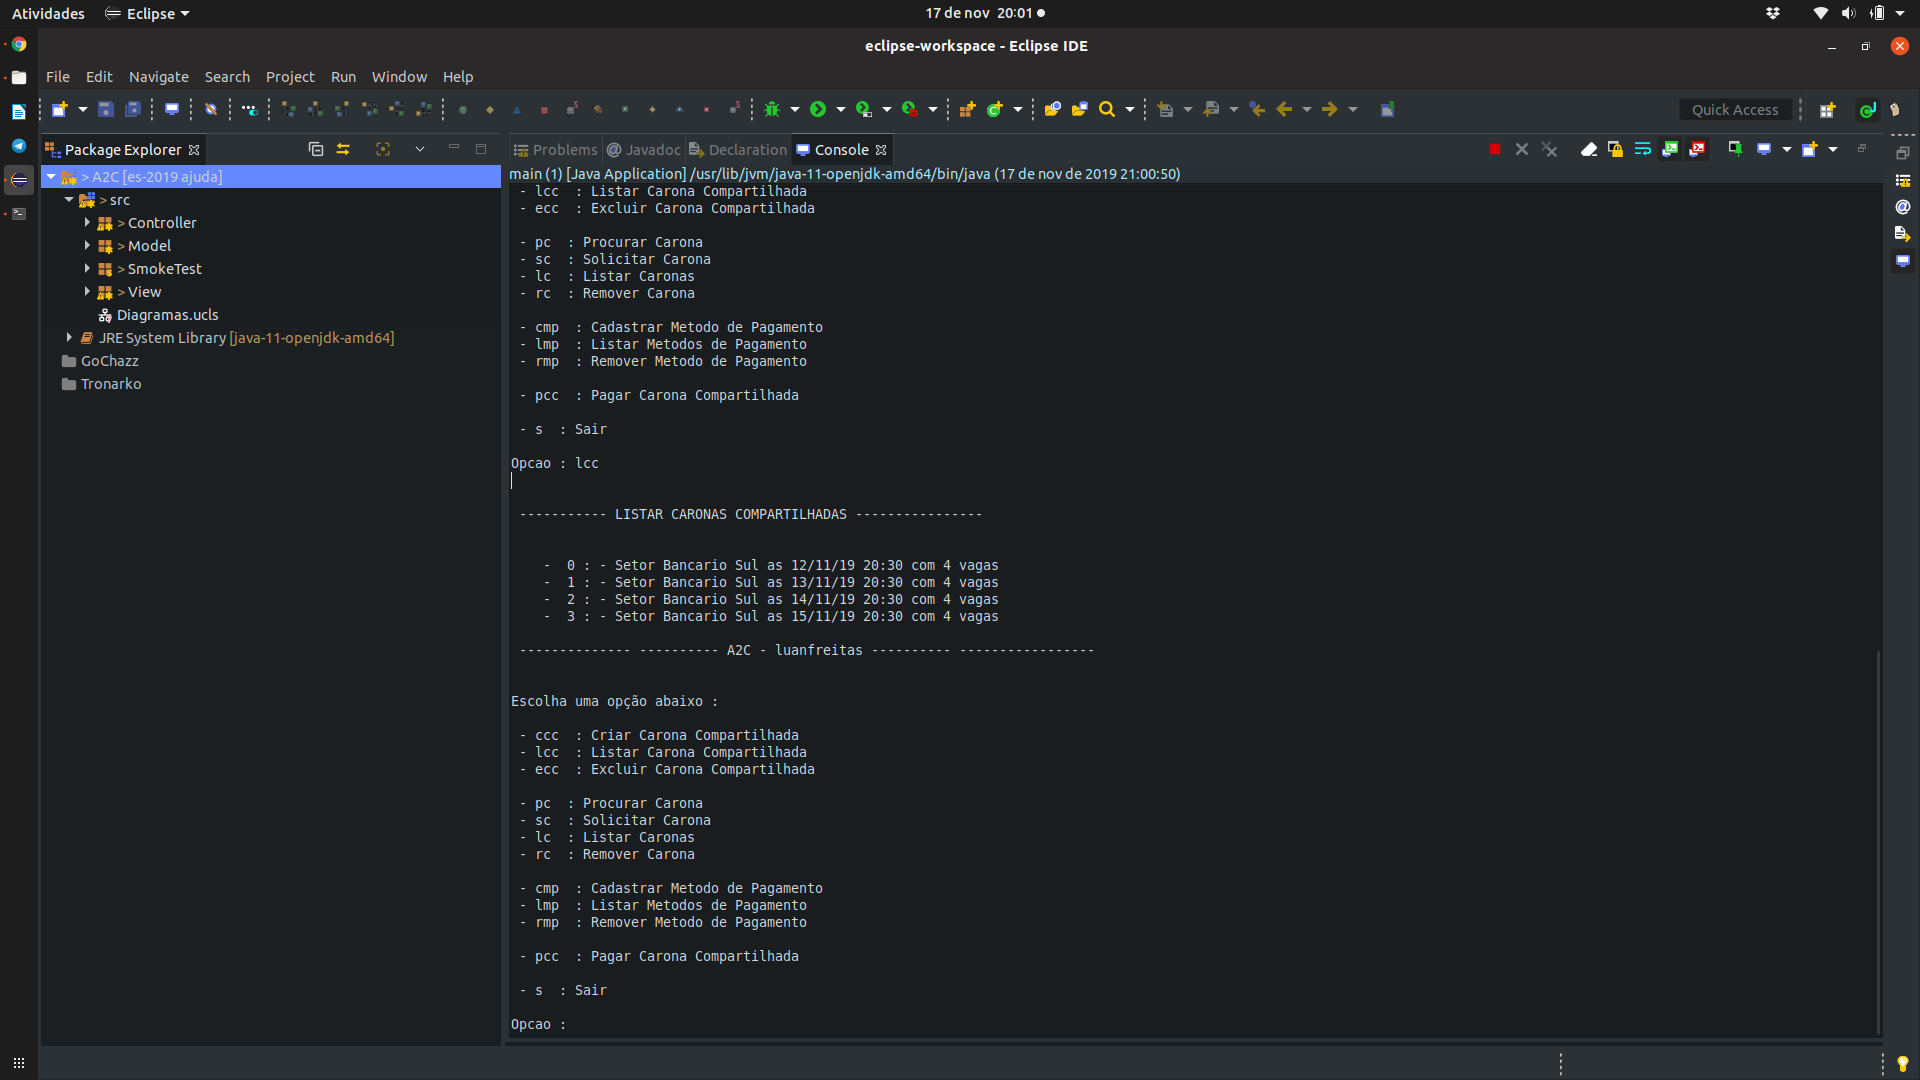 Atividades Eclipse 17 de nov 20:01
eclipse-workspace - Eclipse IDE
File Edit Navigate Search Project Run Window Help
Quick Access
Package Explorer
Problems Javadoc Declaration Console
main (1) [Java Application] /usr/lib/jvm/java-11-openjdk-amd64/bin/java (17 de nov de 2019 21:00:50)
> A2C [es-2019 ajuda]
> src
> Controller
> Model
> SmokeTest
> View
Diagramas.ucls
JRE System Library [java-11-openjdk-amd64]
GoChazz
Tronarko
- lcc : Listar Carona Compartilhada
- ecc : Excluir Carona Compartilhada
- pc : Procurar Carona
- sc : Solicitar Carona
- lc : Listar Caronas
- rc : Remover Carona
- cmp : Cadastrar Metodo de Pagamento
- lmp : Listar Metodos de Pagamento
- rmp : Remover Metodo de Pagamento
- pcc : Pagar Carona Compartilhada
- s : Sair
Opcao : lcc
----------- LISTAR CARONAS COMPARTILHADAS ----------------
- 0 : - Setor Bancario Sul as 12/11/19 20:30 com 4 vagas
- 1 : - Setor Bancario Sul as 13/11/19 20:30 com 4 vagas
- 2 : - Setor Bancario Sul as 14/11/19 20:30 com 4 vagas
- 3 : - Setor Bancario Sul as 15/11/19 20:30 com 4 vagas
-------------- ---------- A2C - luanfreitas ---------- -----------------
Escolha uma opção abaixo :
- ccc : Criar Carona Compartilhada
- lcc : Listar Carona Compartilhada
- ecc : Excluir Carona Compartilhada
- pc : Procurar Carona
- sc : Solicitar Carona
- lc : Listar Caronas
- rc : Remover Carona
- cmp : Cadastrar Metodo de Pagamento
- lmp : Listar Metodos de Pagamento
- rmp : Remover Metodo de Pagamento
- pcc : Pagar Carona Compartilhada
- s : Sair
Opcao :